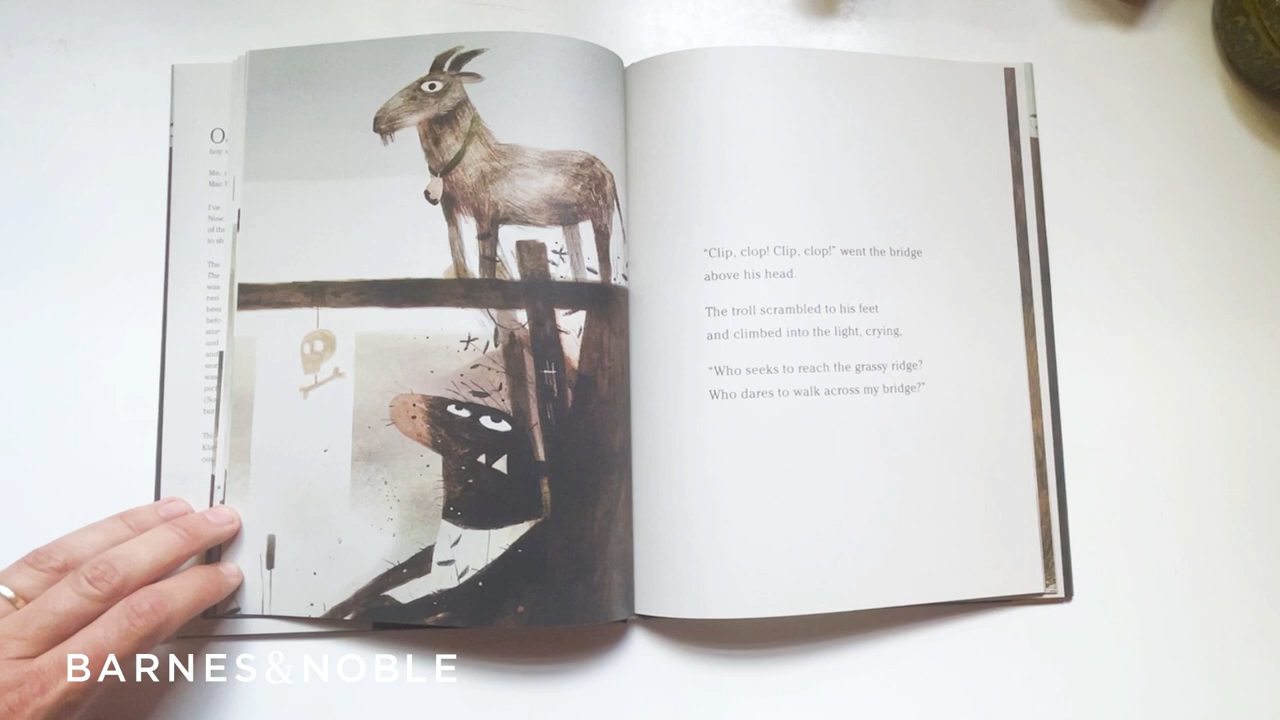 “Clip, clop! Clip, clop!” went the bridge
above his head.
The troll scrambled to his feet
and climbed into the light, crying,
“Who seeks to reach the grassy ridge?
Who dares to walk across my bridge?”
BARNES&NOBLE